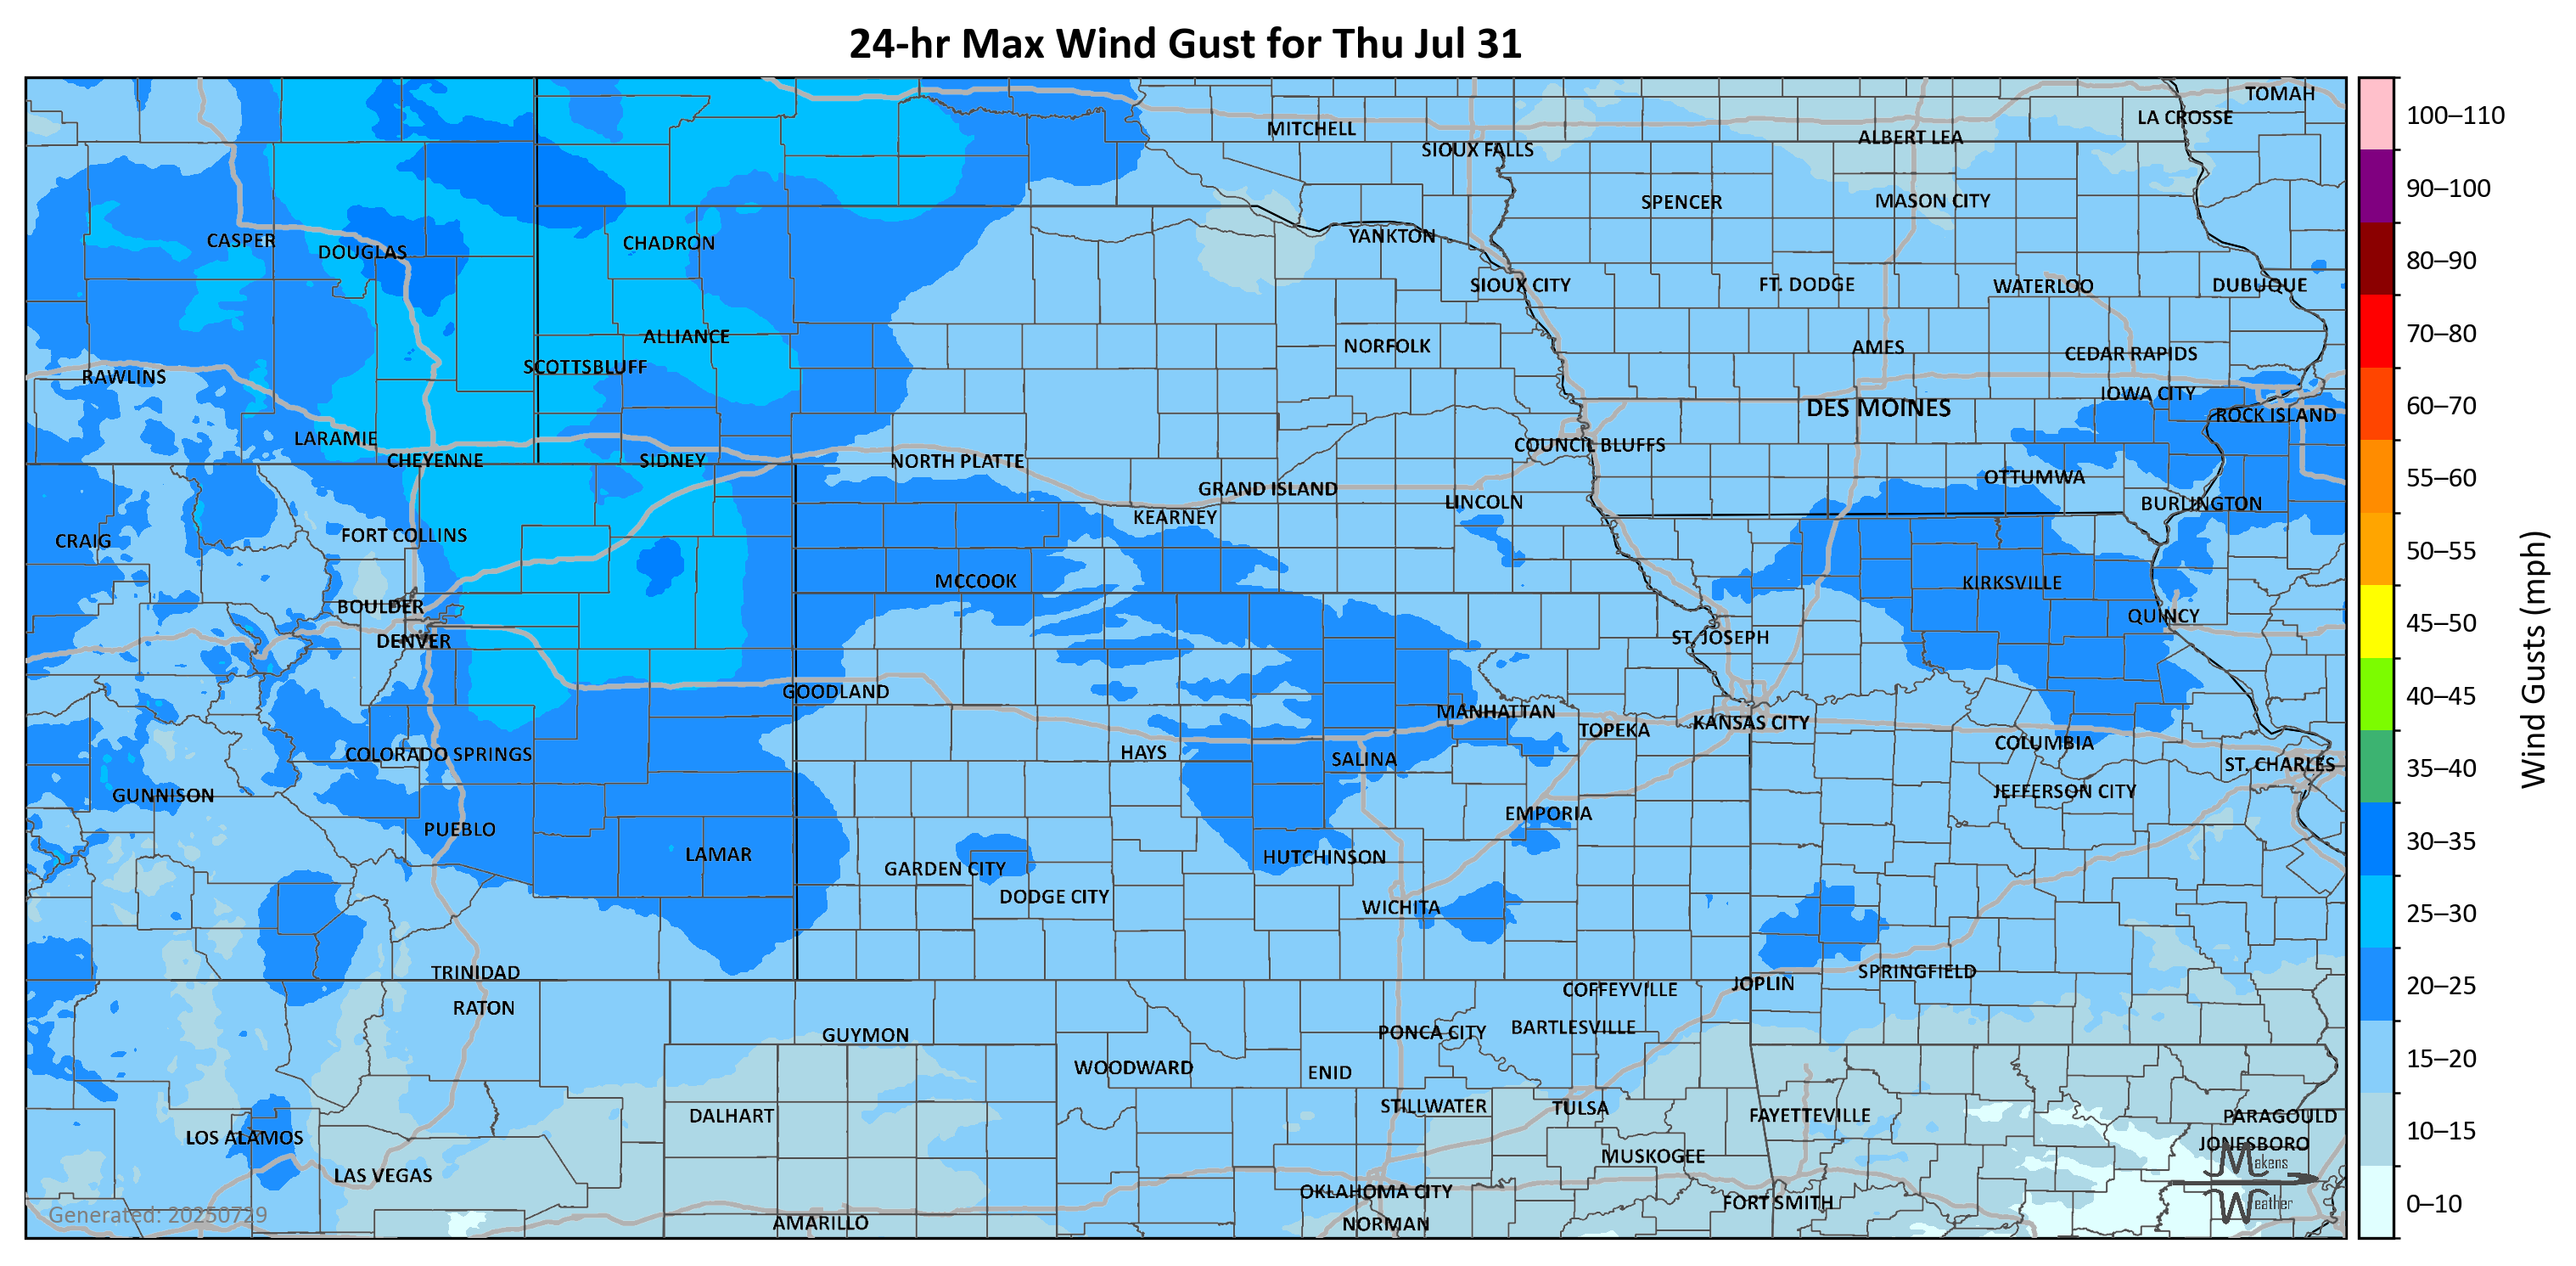 24-hr Max Wind Gust for Thu Jul 31
TOMAH
LA CROSSE
MITCHELL
ALBERT LEA
SIOUX FALLS
SPENCER
MASON CITY
CASPER
DOUGLAS
CHADRON
YANKTON
SIOUX CITY
FT. DODGE
WATERLOO
DUBUQUE
ALLIANCE
NORFOLK
AMES
CEDAR RAPIDS
SCOTTSBLUFF
RAWLINS
IOWA CITY
DES MOINES
ROCK ISLAND
LARAMIE
COUNCIL BLUFFS
CHEYENNE
SIDNEY
NORTH PLATTE
OTTUMWA
GRAND ISLAND
LINCOLN
BURLINGTON
KEARNEY
CRAIG
FORT COLLINS
MCCOOK
KIRKSVILLE
BOULDER
QUINCY
DENVER
ST. JOSEPH
GOODLAND
MANHATTAN
TOPEKA
KANSAS CITY
COLUMBIA
COLORADO SPRINGS
HAYS
SALINA
ST. CHARLES
GUNNISON
JEFFERSON CITY
EMPORIA
PUEBLO
LAMAR
HUTCHINSON
GARDEN CITY
DODGE CITY
WICHITA
TRINIDAD
SPRINGFIELD
JOPLIN
COFFEYVILLE
RATON
GUYMON
PONCA CITY
BARTLESVILLE
WOODWARD
ENID
STILLWATER
TULSA
DALHART
FAYETTEVILLE
PARAGOULD
LOS ALAMOS
JONESBORO
MUSKOGEE
LAS VEGAS
OKLAHOMA CITY
FORT SMITH
AMARILLO
NORMAN
Generated: 20250729
Makens
Weather
100–110
90–100
80–90
70–80
60–70
55–60
50–55
45–50
40–45
35–40
30–35
25–30
20–25
15–20
10–15
0–10
Wind Gusts (mph)